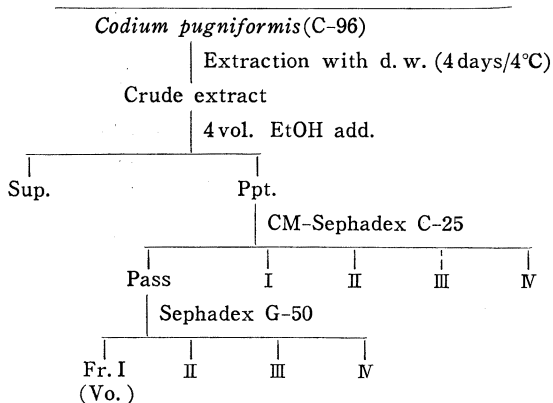 Codium pugniformis (C-96)
Extraction with d. w. (4 days/4°C)
Crude extract
4 vol. EtOH add.
Sup. Ppt.
CM-Sephadex C-25
Pass I II III IV
Sephadex G-50
Fr. I II III IV
(Vo.)